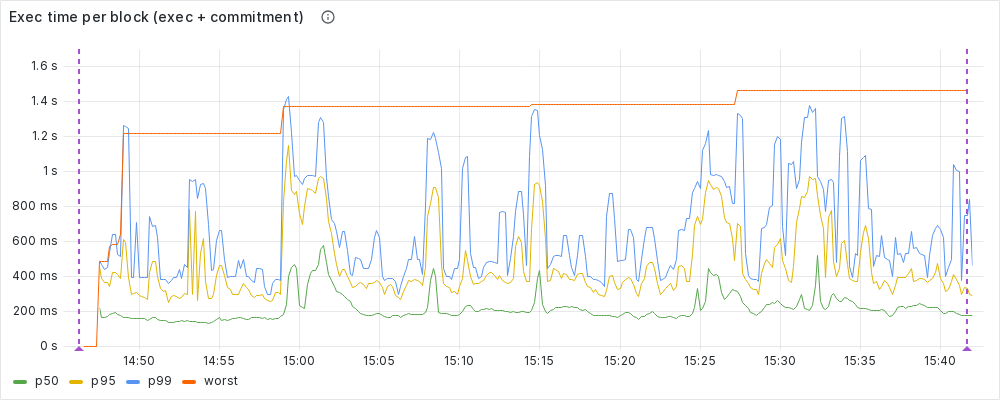 Exec time per block (exec + commitment)
1.6 s
1.4 s
1.2 s
1 s
800 ms
600 ms
400 ms
200 ms
0 s
14:50 14:55 15:00 15:05 15:10 15:15 15:20 15:25 15:30 15:35 15:40
p50 p95 p99 worst